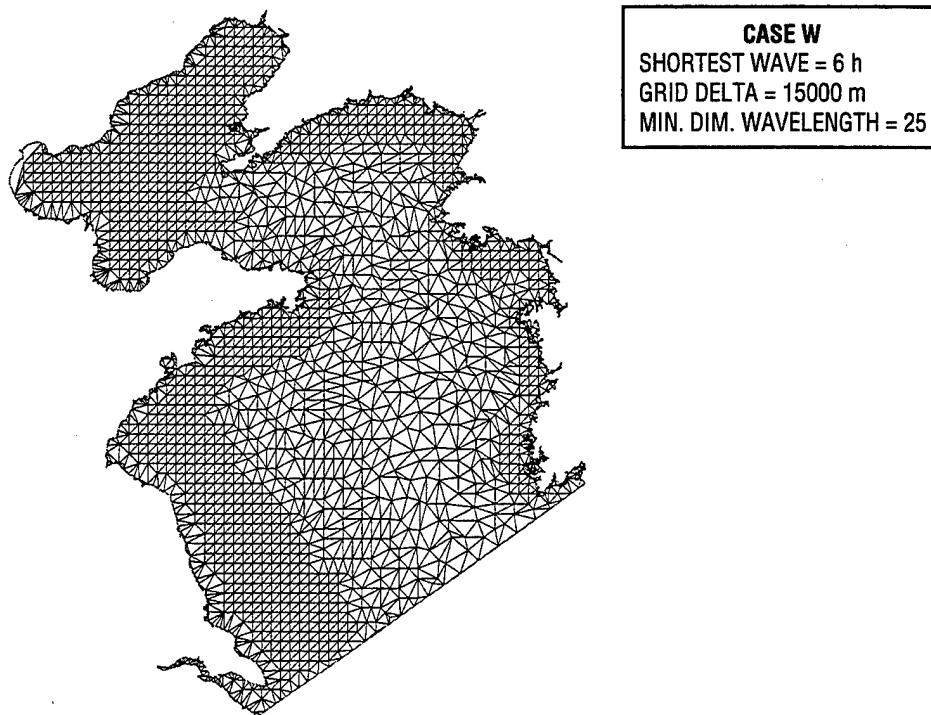 CASE W
SHORTEST WAVE = 6 h
GRID DELTA = 15000 m
MIN. DIM. WAVELENGTH = 25